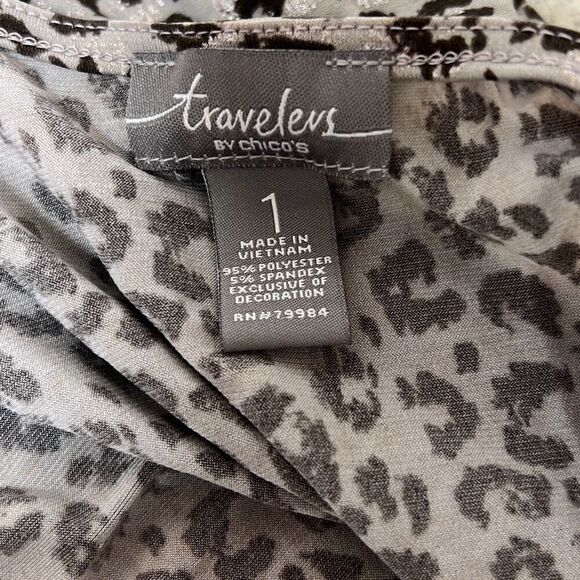 travelers
BY chico's
1
MADE IN
VIETNAM
95% POLYESTER
5% SPANDEX
EXCLUSIVE OF
DECORATION
RN# 79984